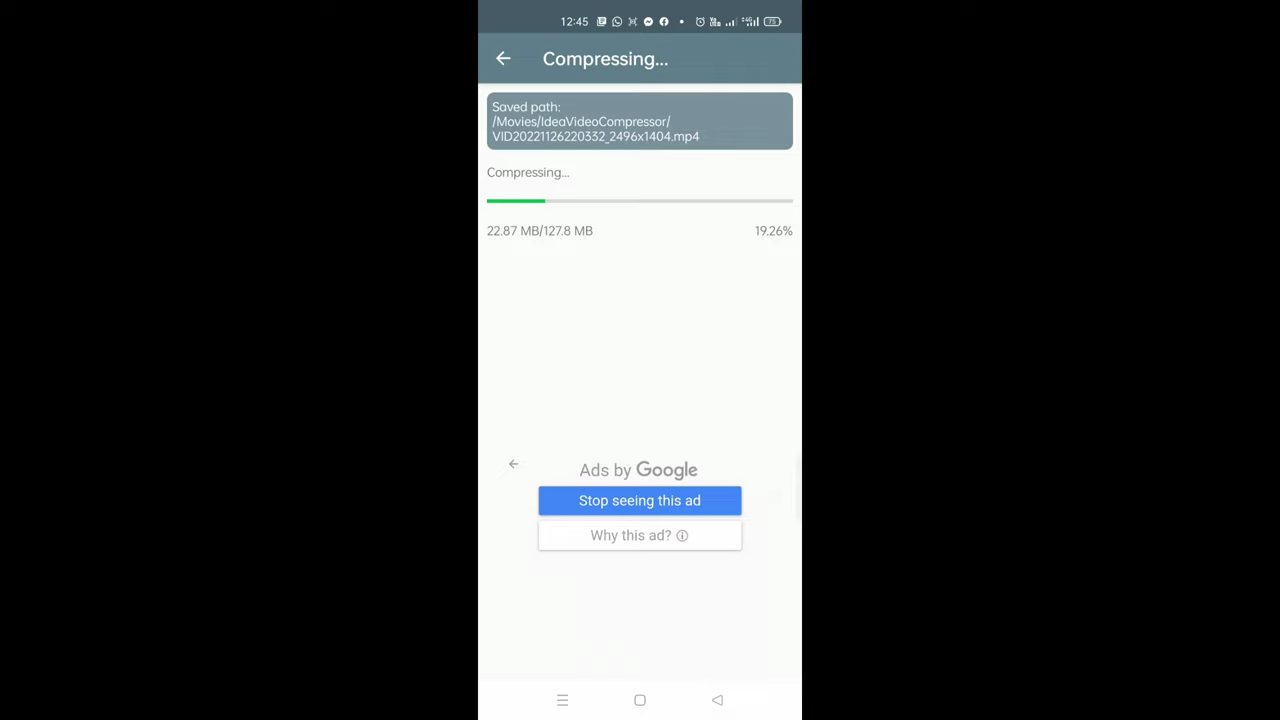 12:45
75
Compressing...
Saved path:
/Movies/IdeaVideoCompressor/
VID20221126220332_2496x1404.mp4
Compressing...
22.87 MB/127.8 MB 19.26%
Ads by Google
Stop seeing this ad
Why this ad?